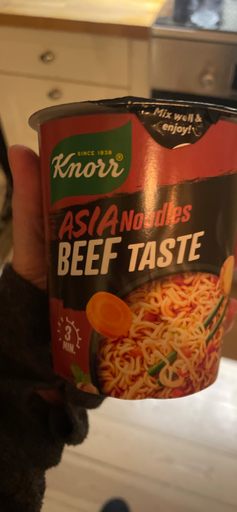 Mix well &
enjoy!
SINCE 1838
Knorr®
ASIA Noodles
BEEF TASTE
3
MIN.